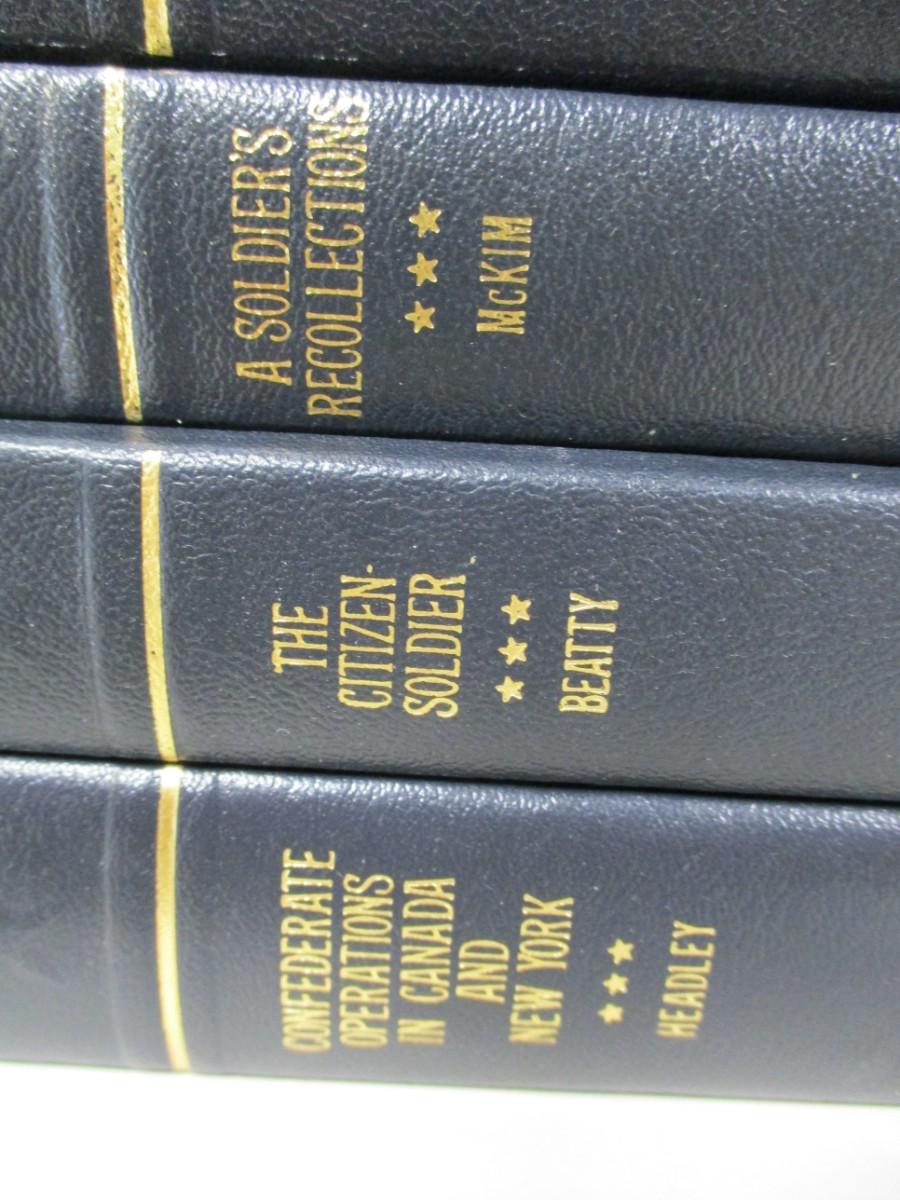 A SOLDIER'S
RECOLLECTIONS
★ ★ ★
McKIM
THE
CITIZEN-
SOLDIER
★ ★ ★
BEATTY
CONFEDERATE
OPERATIONS
IN CANADA
AND
NEW YORK
★ ★ ★
HEADLEY